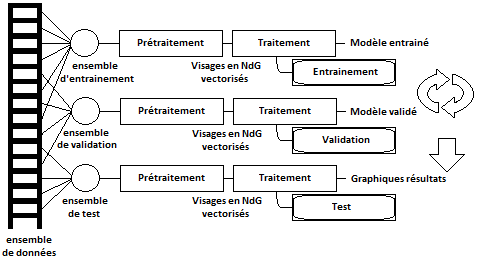 Prétraitement
Traitement
Modèle entrainé
ensemble
d'entrainement
Visages en NdG
vectorisés
Entrainement
Prétraitement
Traitement
Modèle validé
ensemble
de validation
Visages en NdG
vectorisés
Validation
Prétraitement
Traitement
Graphiques résultats
ensemble
de test
Visages en NdG
vectorisés
Test
ensemble
de données